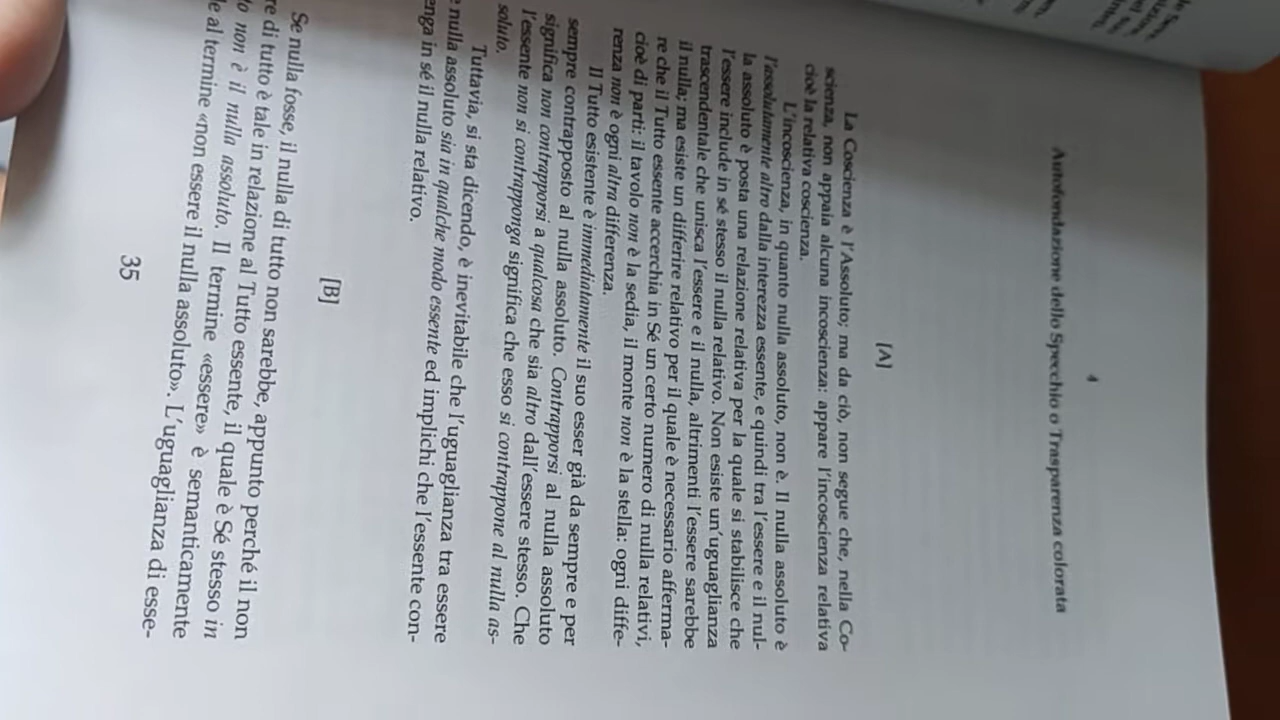 4
Autofondazione dello Specchio o Trasparenza colorata
[A]
La Coscienza è l'Assoluto; ma da ciò, non segue che, nella Co-
scienza, non appaia alcuna incoscienza: appare l'incoscienza relativa
cioè la relativa coscienza.
L'incoscienza, in quanto nulla assoluto, non è. Il nulla assoluto è
l'assolutamente altro dalla interezza essente, e quindi tra l'essere e il nul-
la assoluto è posta una relazione relativa per la quale si stabilisce che
l'essere include in sé stesso il nulla relativo. Non esiste un'uguaglianza
trascendentale che unisca l'essere e il nulla, altrimenti l'essere sarebbe
il nulla; ma esiste un differire relativo per il quale è necessario afferma-
re che il Tutto essente accerchia in Sé un certo numero di nulla relativi,
cioè di parti: il tavolo non è la sedia, il monte non è la stella: ogni diffe-
renza non è ogni altra differenza.
Il Tutto esistente è immediatamente il suo esser già da sempre e per
sempre contrapposto al nulla assoluto. Contrapporsi al nulla assoluto
significa non contrapporsi a qualcosa che sia altro dall'essere stesso. Che
l'essente non si contrapponga significa che esso si contrappone al nulla as-
soluto.
Tuttavia, si sta dicendo, è inevitabile che l'uguaglianza tra essere
e nulla assoluto sia in qualche modo essente ed implichi che l'essente con-
enga in sé il nulla relativo.
[B]
Se nulla fosse, il nulla di tutto non sarebbe, appunto perché il non
re di tutto è tale in relazione al Tutto essente, il quale è Sé stesso in
o non è il nulla assoluto. Il termine «essere» è semanticamente
le al termine «non essere il nulla assoluto». L'uguaglianza di esse-
35